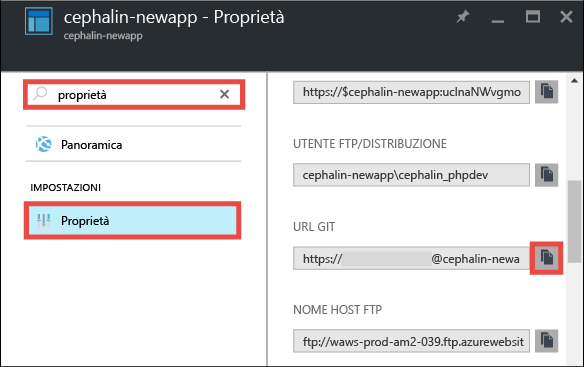 cephalin-newapp - Proprietà
cephalin-newapp
proprietà
Panoramica
IMPOSTAZIONI
Proprietà
https://$cephalin-newapp:uclnaNWvgmo
UTENTE FTP/DISTRIBUZIONE
cephalin-newapp\cephalin_phpdev
URL GIT
https:// @cephalin-newa
NOME HOST FTP
ftp://waws-prod-am2-039.ftp.azurewebsit